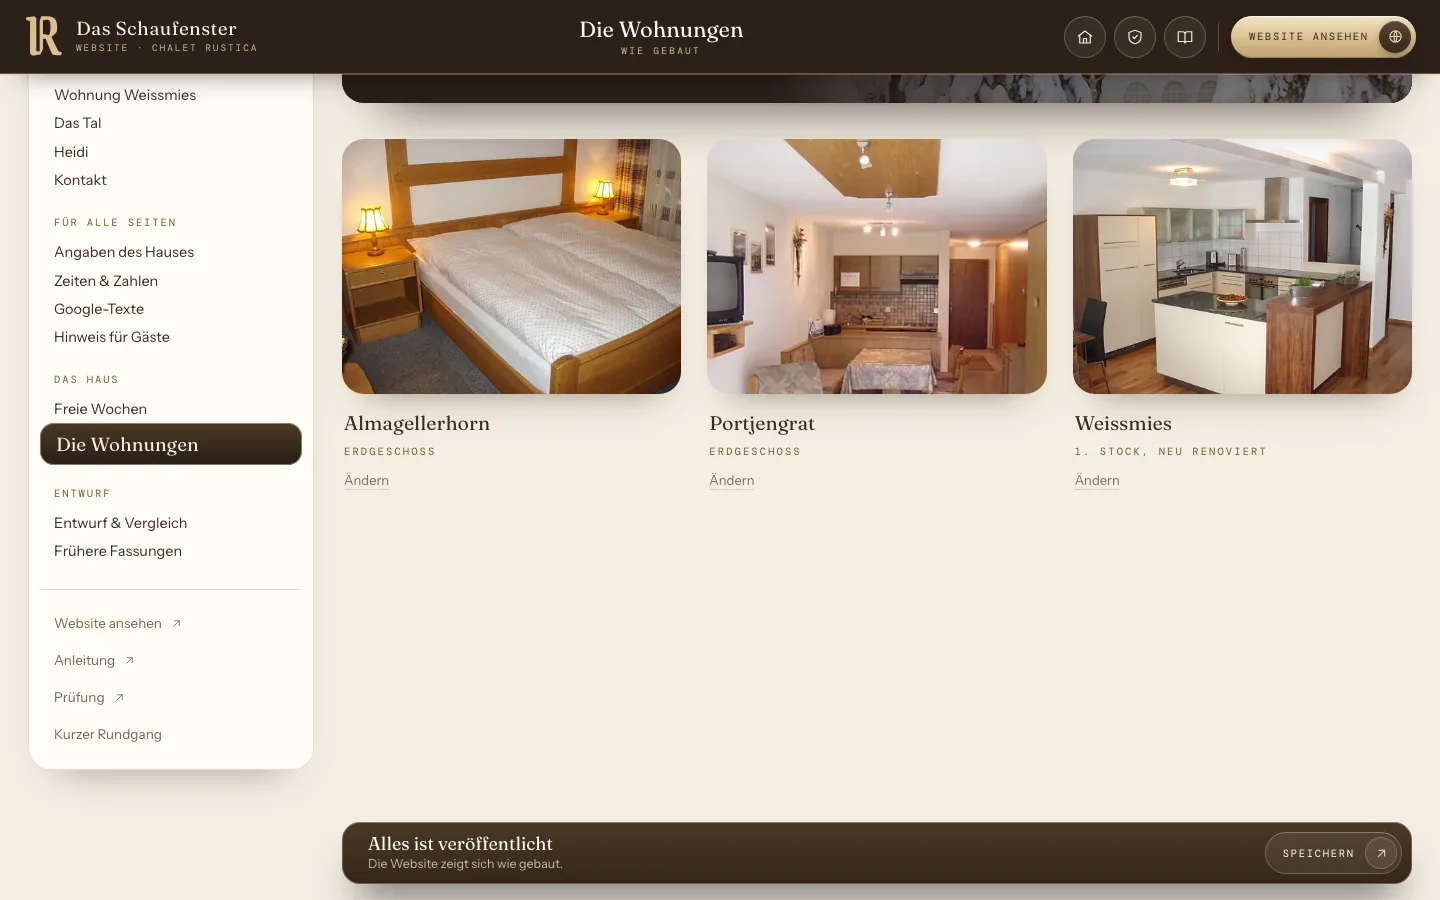 Das Schaufenster
WEBSITE · CHALET RUSTICA
Die Wohnungen
WIE GEBAUT
WEBSITE ANSEHEN
Wohnung Weissmies
Das Tal
Heidi
Kontakt
FÜR ALLE SEITEN
Angaben des Hauses
Zeiten & Zahlen
Google-Texte
Hinweis für Gäste
DAS HAUS
Freie Wochen
Die Wohnungen
ENTWURF
Entwurf & Vergleich
Frühere Fassungen
Website ansehen
Anleitung
Prüfung
Kurzer Rundgang
Almagellerhorn
ERDGESCHOSS
Ändern
Portjengrat
ERDGESCHOSS
Ändern
Weissmies
1. STOCK, NEU RENOVIERT
Ändern
Alles ist veröffentlicht
Die Website zeigt sich wie gebaut.
SPEICHERN